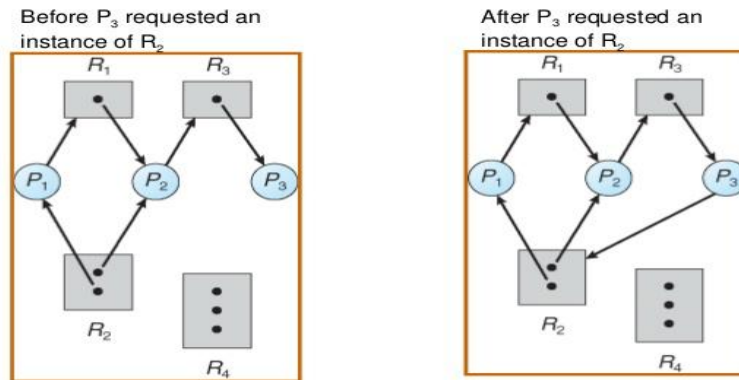 Before P₃ requested an
instance of R₂
R₁ R₃
P₁ P₂ P₃
R₂
R₄
After P₃ requested an
instance of R₂
R₁ R₃
P₁ P₂ P₃
R₂
R₄